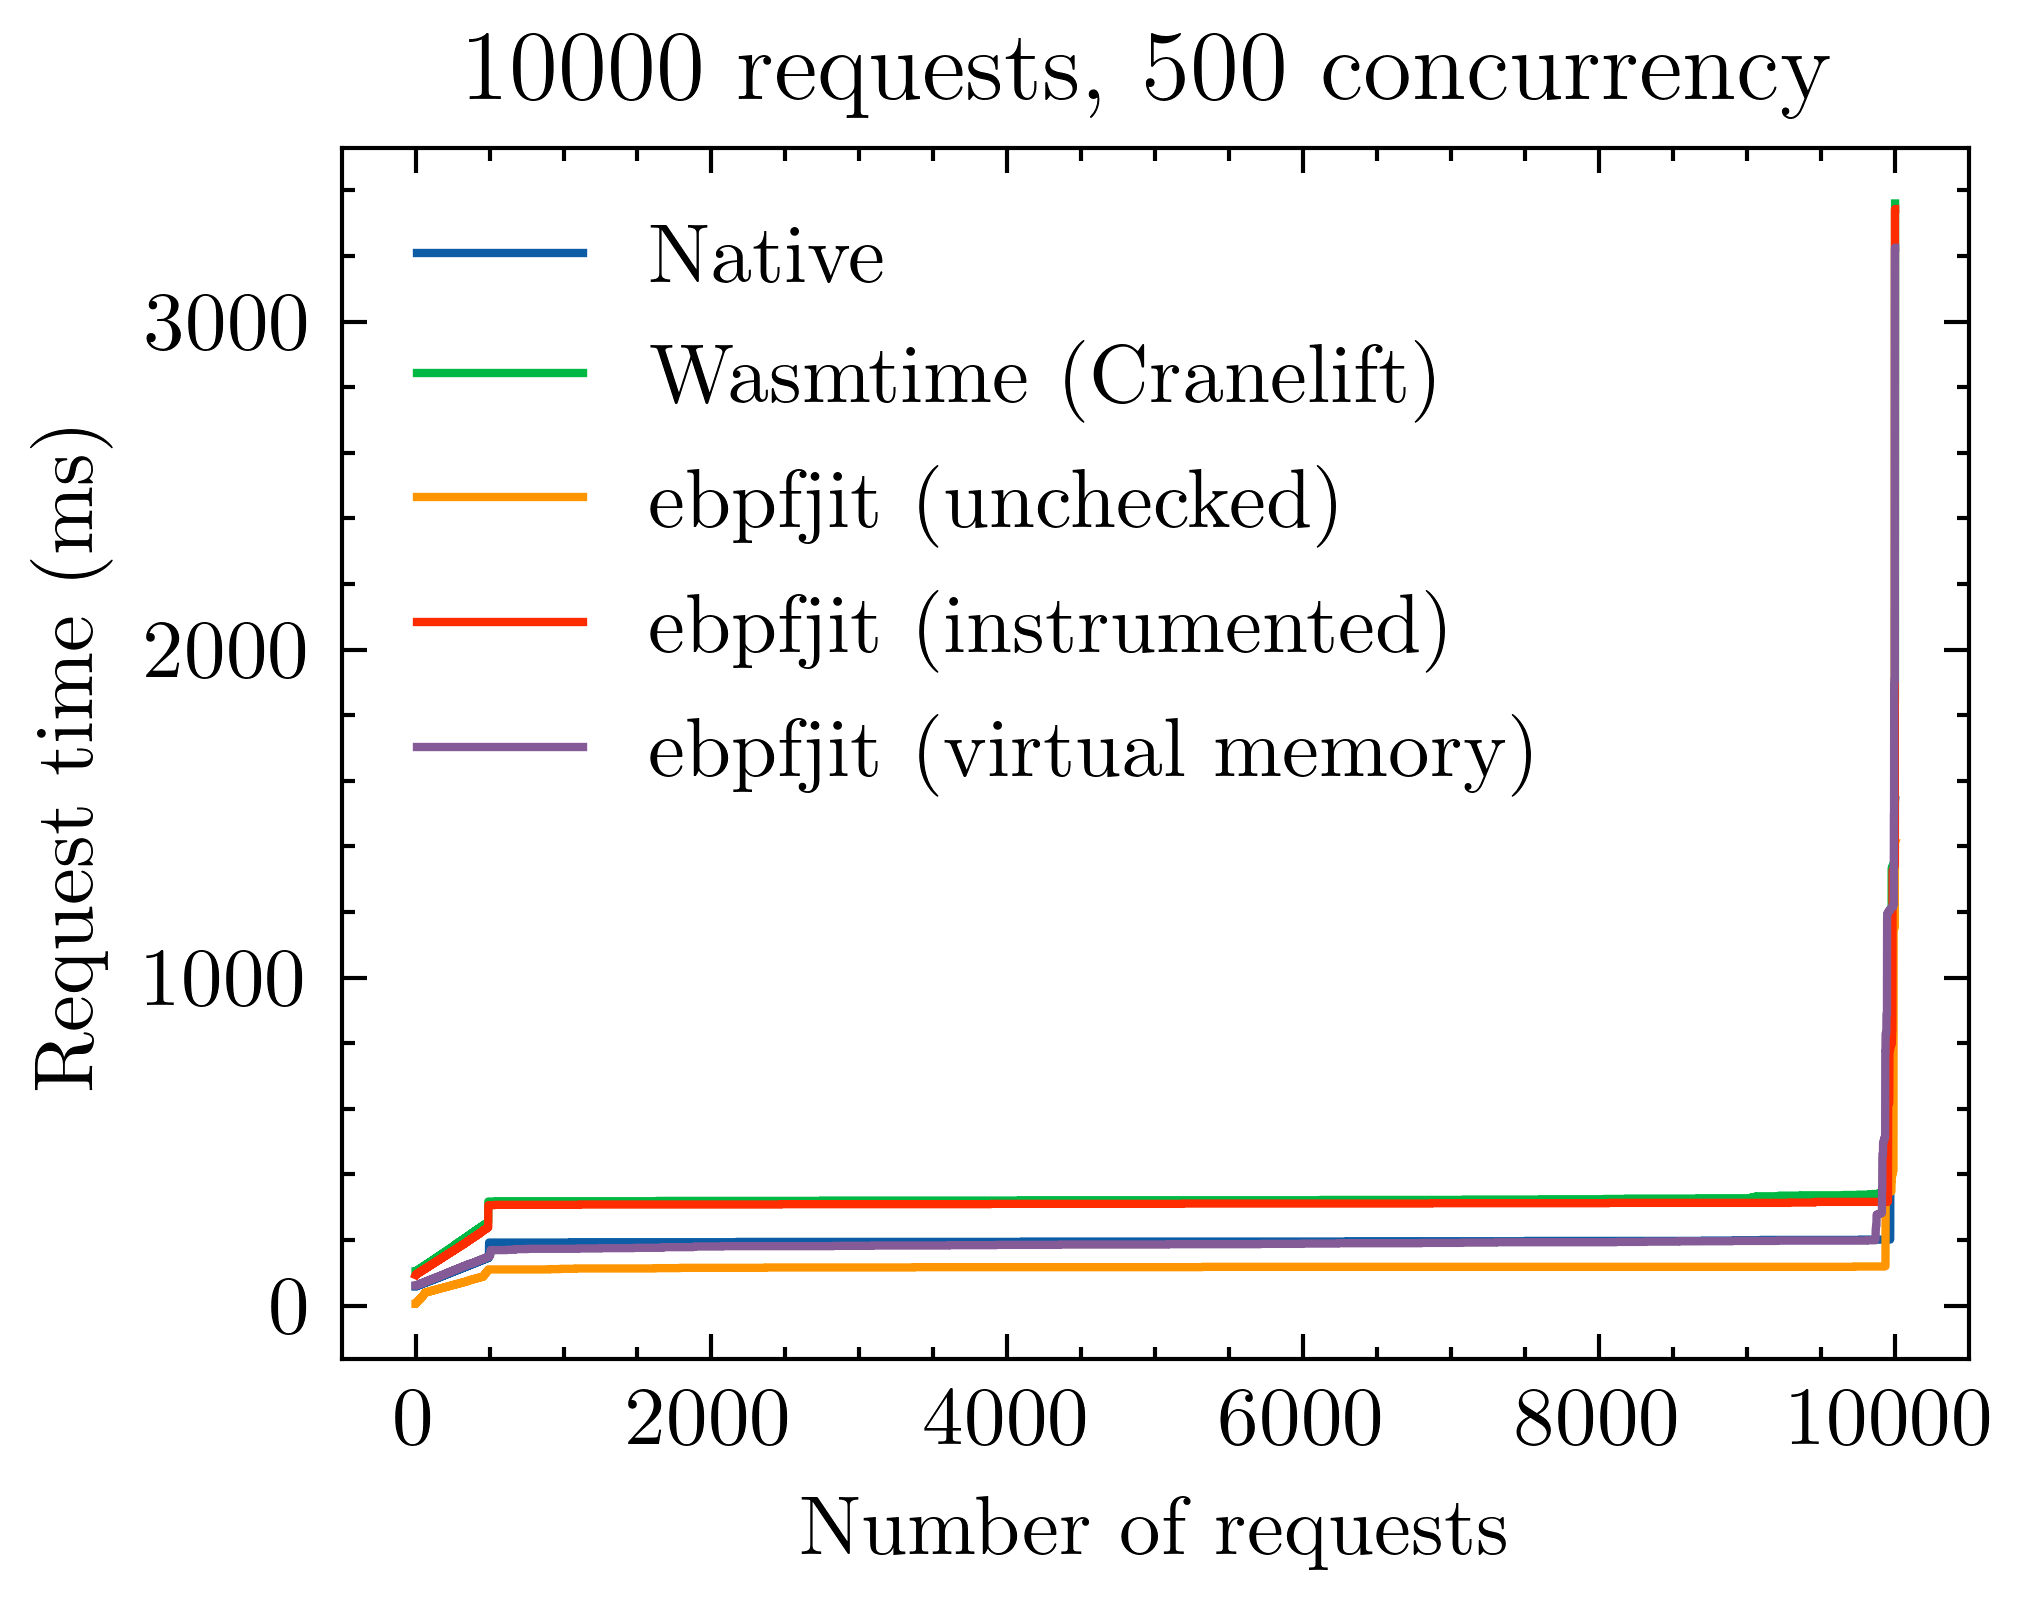 10000 requests, 500 concurrency
Native
Wasmtime (Cranelift)
ebpfjit (unchecked)
ebpfjit (instrumented)
ebpfjit (virtual memory)
Request time (ms)
3000
2000
1000
0
0 2000 4000 6000 8000 10000
Number of requests